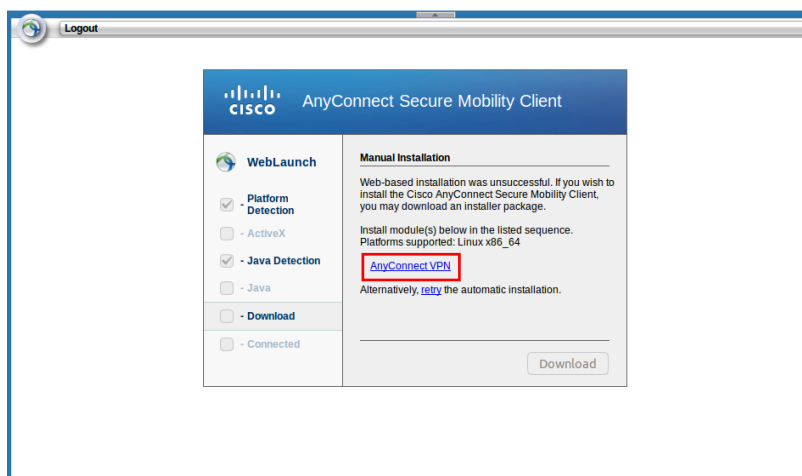 Logout
CISCO
AnyConnect Secure Mobility Client
WebLaunch
- Platform
Detection
- ActiveX
- Java Detection
- Java
- Download
- Connected
Manual Installation
Web-based installation was unsuccessful. If you wish to
install the Cisco AnyConnect Secure Mobility Client,
you may download an installer package.
Install module(s) below in the listed sequence.
Platforms supported: Linux x86_64
AnyConnect VPN
Alternatively, retry the automatic installation.
Download